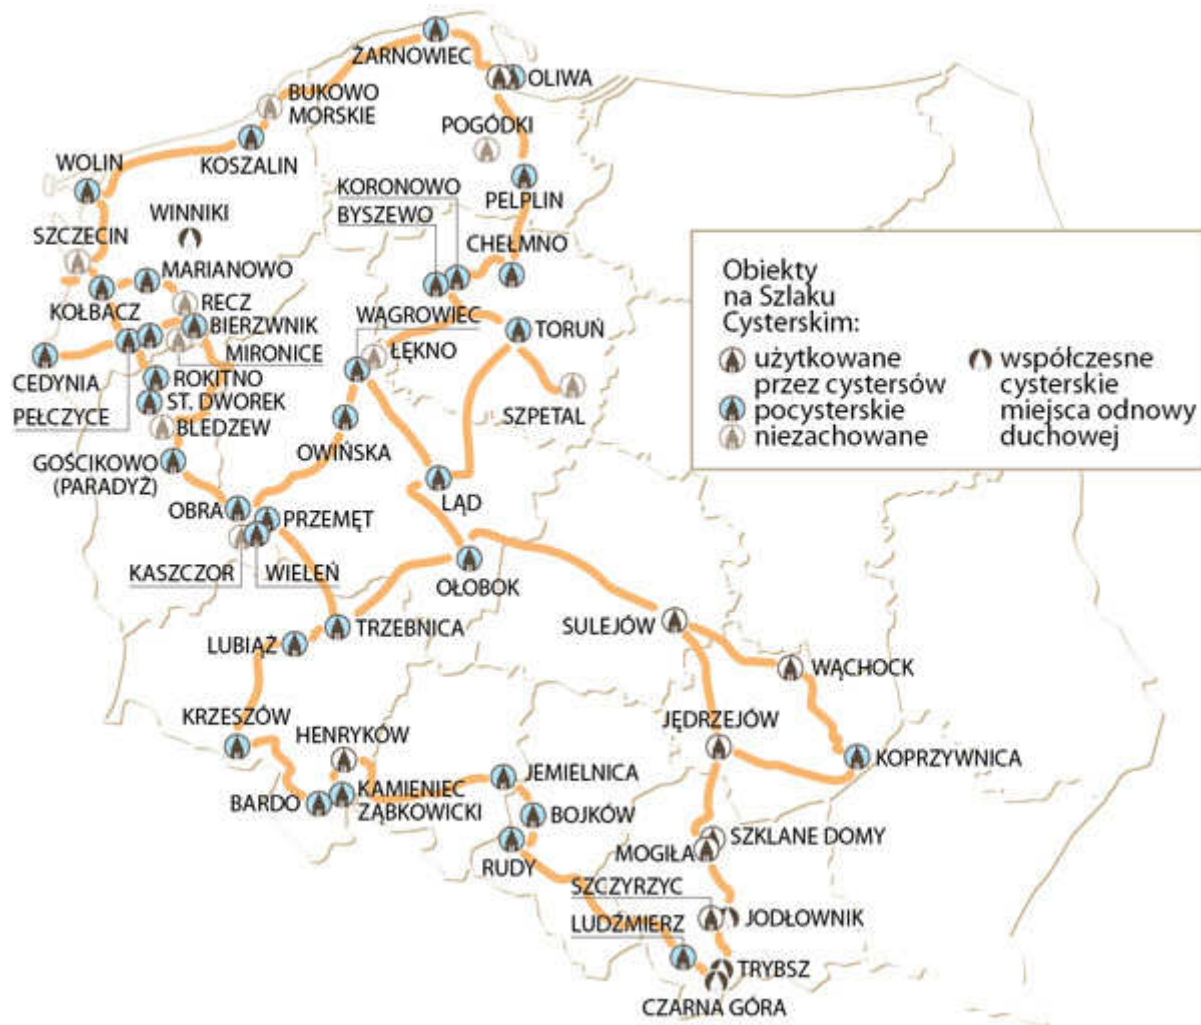 ŻARNOWIEC
OLIWA
BUKOWO
MORSKIE
POGÓDKI
KOSZALIN
WOLIN
KORONOWO
PELPLIN
BYSZEWO
WINNIKI
SZCZECIN
CHEŁMNO
MARIANOWO
RECZ
KOŁBACZ
WĄGROWIEC
BIERZWNIK
TORUŃ
ŁĘKNO
MIRONICE
CEDYNIA
ROKITNO
ST. DWOREK
PEŁCZYCE
SZPETAL
BLEDZEW
OWIŃSKA
GOŚCIKOWO
(PARADYŻ)
LĄD
OBRA
PRZEMĘT
KASZCZOR
WIELEŃ
OŁOBOK
TRZEBNICA
SULEJÓW
LUBIĄŻ
WĄCHOCK
KRZESZÓW
HENRYKÓW
JĘDRZEJÓW
KOPRZYWNICA
JEMIELNICA
KAMIENIEC
ZĄBKOWICKI
BARDO
BOJKÓW
SZKLANE DOMY
MOGIŁA
RUDY
SZCZYRZYC
JODŁOWNIK
LUDŹMIERZ
TRYBSZ
CZARNA GÓRA
Obiekty
na Szlaku
Cysterskim:
użytkowane
przez cystersów
pocysterskie
niezachowane
współczesne
cysterskie
miejsca odnowy
duchowej